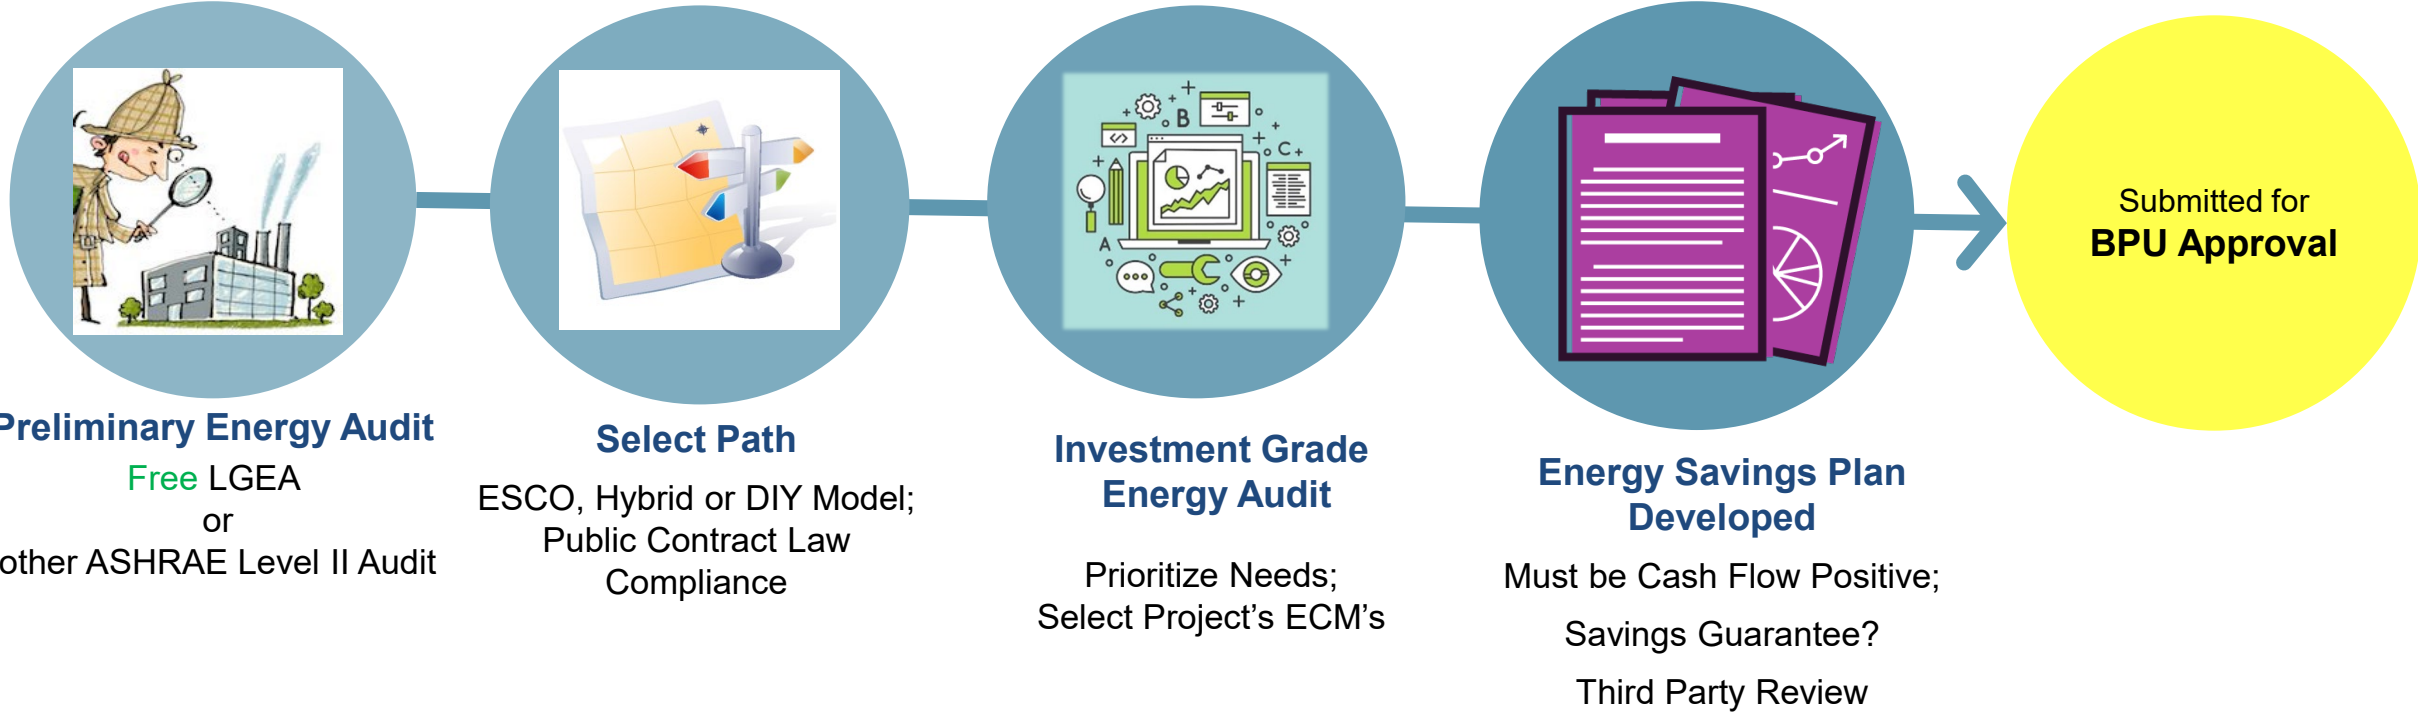 Preliminary Energy Audit
Free LGEA
or
other ASHRAE Level II Audit
Select Path
ESCO, Hybrid or DIY Model;
Public Contract Law
Compliance
B
C
A
Investment Grade
Energy Audit
Prioritize Needs;
Select Project’s ECM’s
Energy Savings Plan
Developed
Must be Cash Flow Positive;
Savings Guarantee?
Third Party Review
Submitted for
BPU Approval